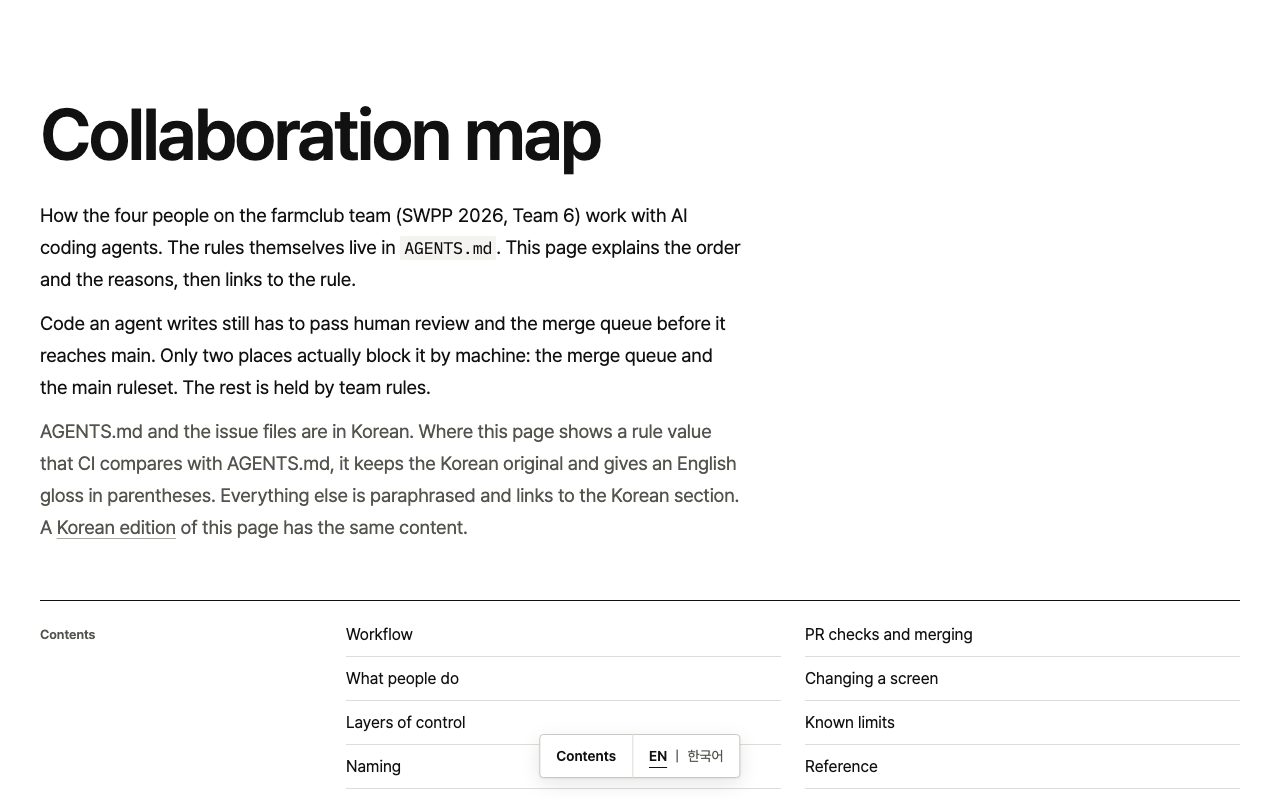 Collaboration map
How the four people on the farmclub team (SWPP 2026, Team 6) work with AI
coding agents. The rules themselves live in AGENTS.md. This page explains the order
and the reasons, then links to the rule.
Code an agent writes still has to pass human review and the merge queue before it
reaches main. Only two places actually block it by machine: the merge queue and
the main ruleset. The rest is held by team rules.
AGENTS.md and the issue files are in Korean. Where this page shows a rule value
that CI compares with AGENTS.md, it keeps the Korean original and gives an English
gloss in parentheses. Everything else is paraphrased and links to the Korean section.
A Korean edition of this page has the same content.
Contents
Workflow
What people do
Layers of control
Naming
PR checks and merging
Changing a screen
Known limits
Reference
Contents EN | 한국어